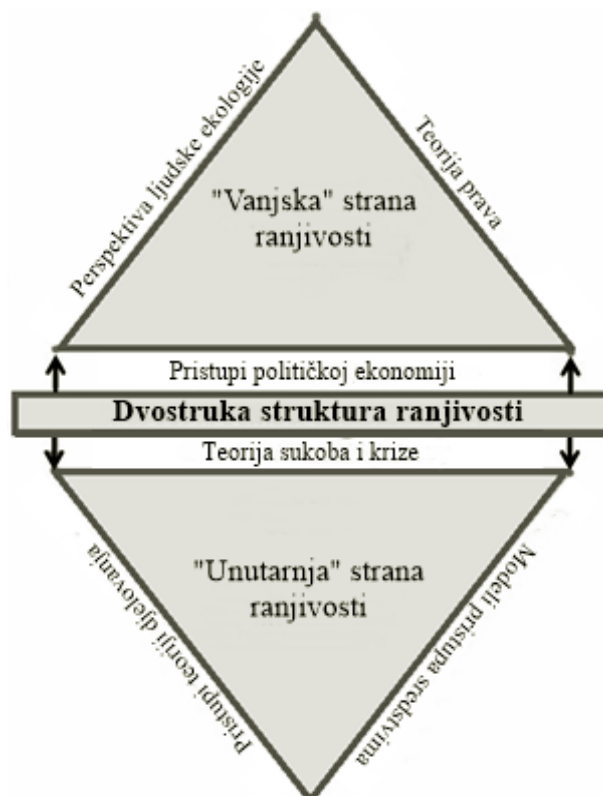 Perspektiva ljudske ekologije
Teorija prava
"Vanjska" strana
ranjivosti
Pristupi političkoj ekonomiji
Dvostruka struktura ranjivosti
Teorija sukoba i krize
"Unutarnja" strana
ranjivosti
Pristupi teoriji djelovanja
Modeli pristupa sredstvima